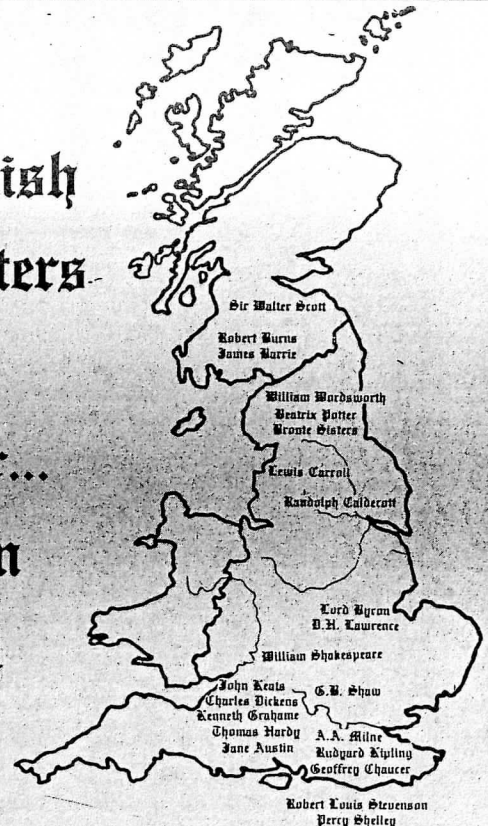 ish
ters
Sir Walter Scott
Robert Burns
James Barrie
William Wordsworth
Beatrix Potter
Bronte Sisters
Lewis Carroll
Randolph Caldecott
n
Lord Byron
D.H. Lawrence
William Shakespeare
John Keats
Charles Dickens
Kenneth Grahame
Thomas Hardy
Jane Austin
G.B. Shaw
A.A. Milne
Rudyard Kipling
Geoffrey Chaucer
Robert Louis Stevenson
Percy Shelley